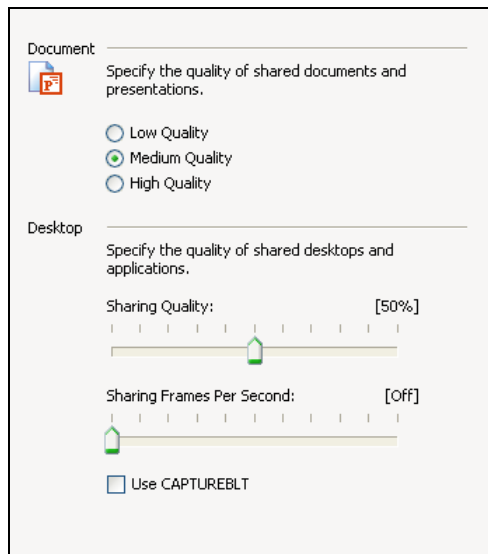 Document
Specify the quality of shared documents and
presentations.
Low Quality
Medium Quality
High Quality
Desktop
Specify the quality of shared desktops and
applications.
Sharing Quality: [50%]
Sharing Frames Per Second: [Off]
Use CAPTUREBLT